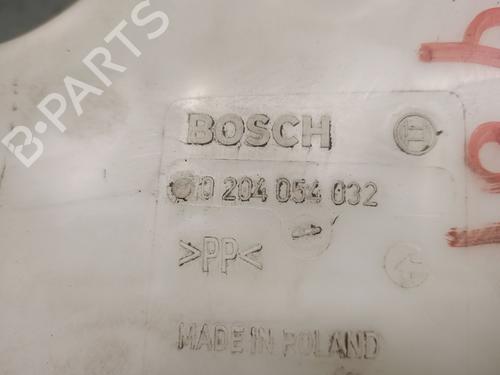 B-PARTS
BOSCH
204 054 032
>PP<
MADE IN POLAND